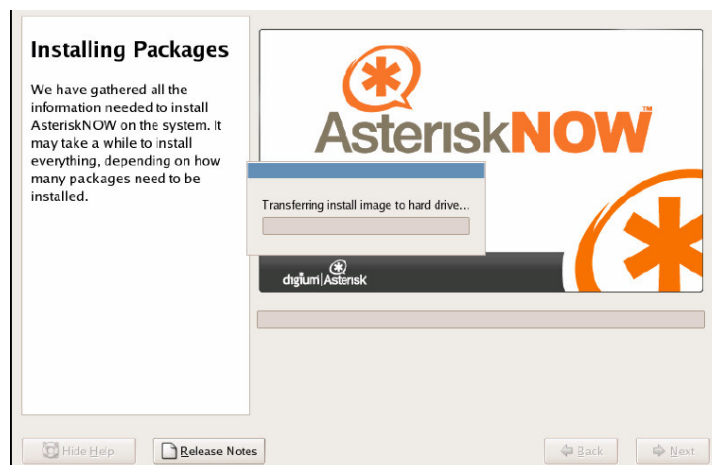 Installing Packages
We have gathered all the
information needed to install
AsteriskNOW on the system. It
may take a while to install
everything, depending on how
many packages need to be
installed.
AsteriskNOW™
Transferring install image to hard drive...
digium|Asterisk
Hide Help
Release Notes
Back
Next